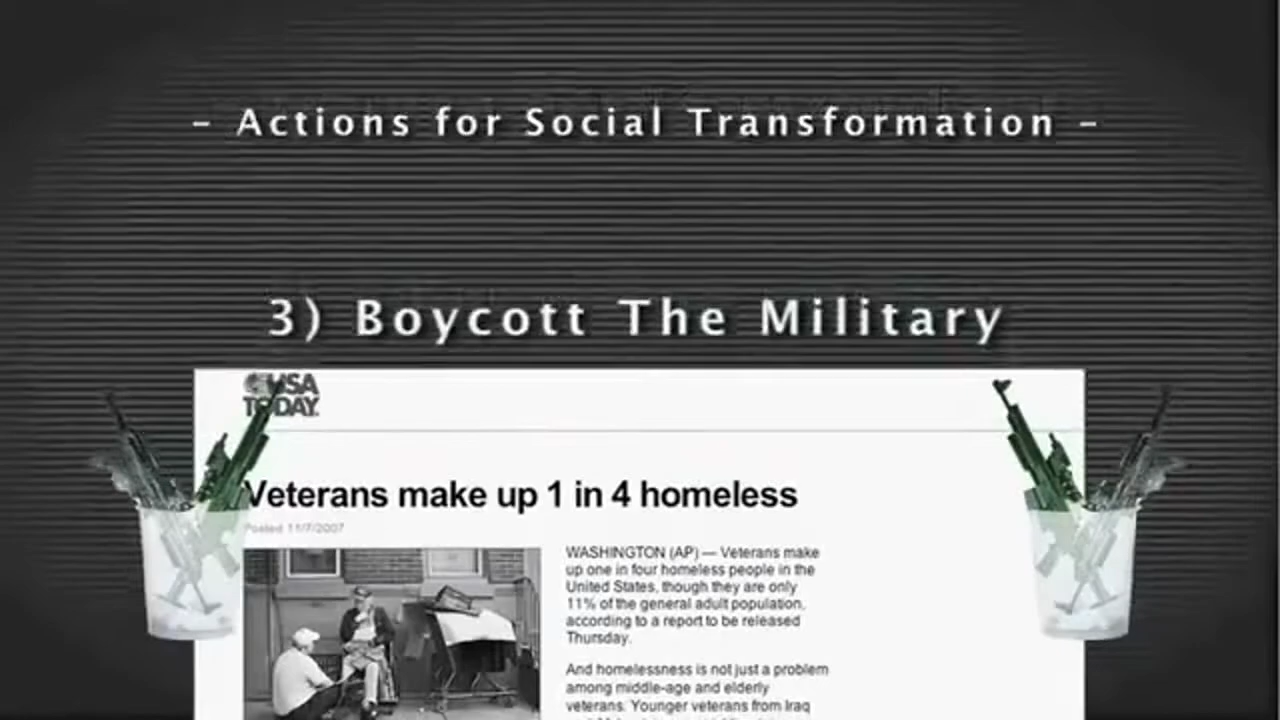 - Actions for Social Transformation -
3) Boycott The Military
USA
TODAY
Veterans make up 1 in 4 homeless
Posted 11/7/2007
WASHINGTON (AP) — Veterans make
up one in four homeless people in the
United States, though they are only
11% of the general adult population,
according to a report to be released
Thursday.
And homelessness is not just a problem
among middle-age and elderly
veterans. Younger veterans from Iraq